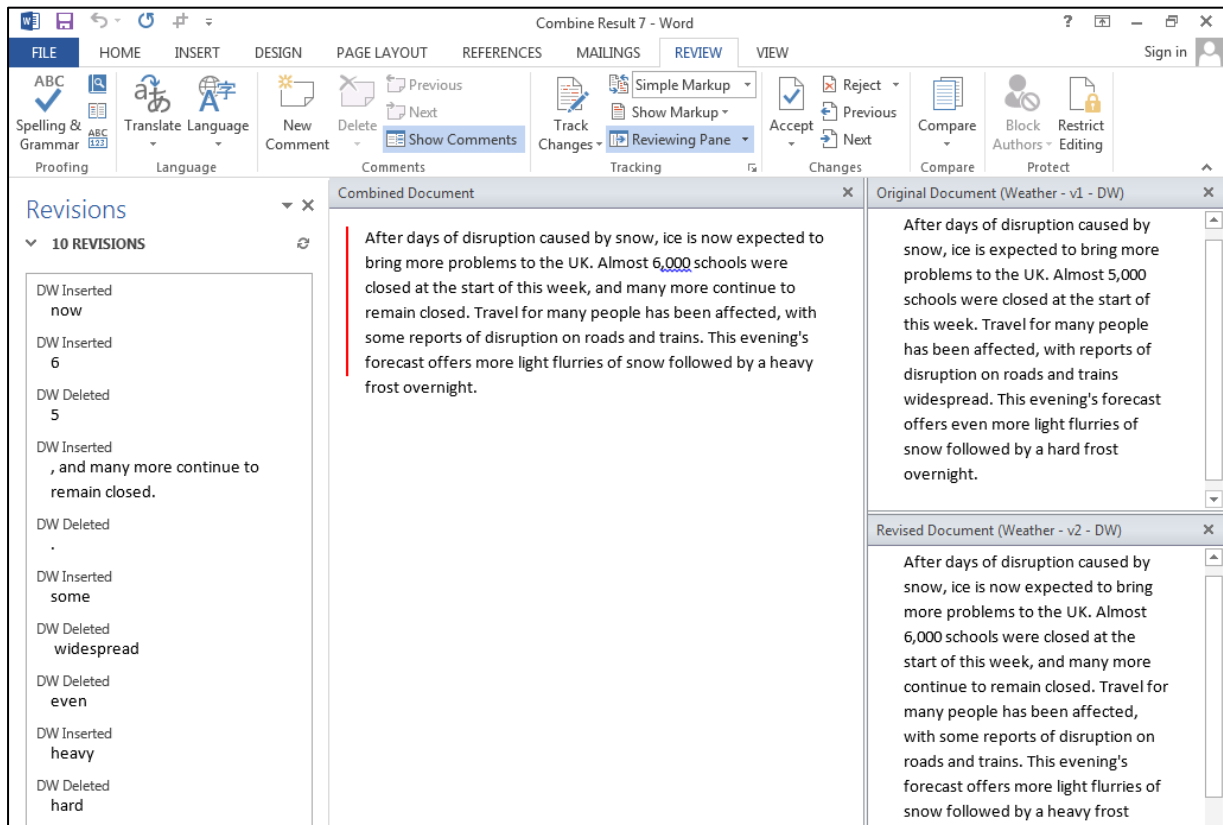 Combine Result 7 - Word
?
FILE HOME INSERT DESIGN PAGE LAYOUT REFERENCES MAILINGS REVIEW VIEW Sign in
ABC
Spelling &
Grammar
ABC
123
Proofing
Translate Language
Language
New
Comment
Delete
Previous
Next
Show Comments
Comments
Track
Changes
Simple Markup
Show Markup
Reviewing Pane
Tracking
Accept
Reject
Previous
Next
Changes
Compare
Compare
Block
Authors
Restrict
Editing
Protect
Revisions
10 REVISIONS
DW Inserted
now
DW Inserted
6
DW Deleted
5
DW Inserted
, and many more continue to
remain closed.
DW Deleted
.
DW Inserted
some
DW Deleted
widespread
DW Deleted
even
DW Inserted
heavy
DW Deleted
hard
Combined Document
After days of disruption caused by snow, ice is now expected to
bring more problems to the UK. Almost 6,000 schools were
closed at the start of this week, and many more continue to
remain closed. Travel for many people has been affected, with
some reports of disruption on roads and trains. This evening's
forecast offers more light flurries of snow followed by a heavy
frost overnight.
Original Document (Weather - v1 - DW)
After days of disruption caused by
snow, ice is expected to bring more
problems to the UK. Almost 5,000
schools were closed at the start of
this week. Travel for many people
has been affected, with reports of
disruption on roads and trains
widespread. This evening's forecast
offers even more light flurries of
snow followed by a hard frost
overnight.
Revised Document (Weather - v2 - DW)
After days of disruption caused by
snow, ice is now expected to bring
more problems to the UK. Almost
6,000 schools were closed at the
start of this week, and many more
continue to remain closed. Travel for
many people has been affected,
with some reports of disruption on
roads and trains. This evening's
forecast offers more light flurries of
snow followed by a heavy frost